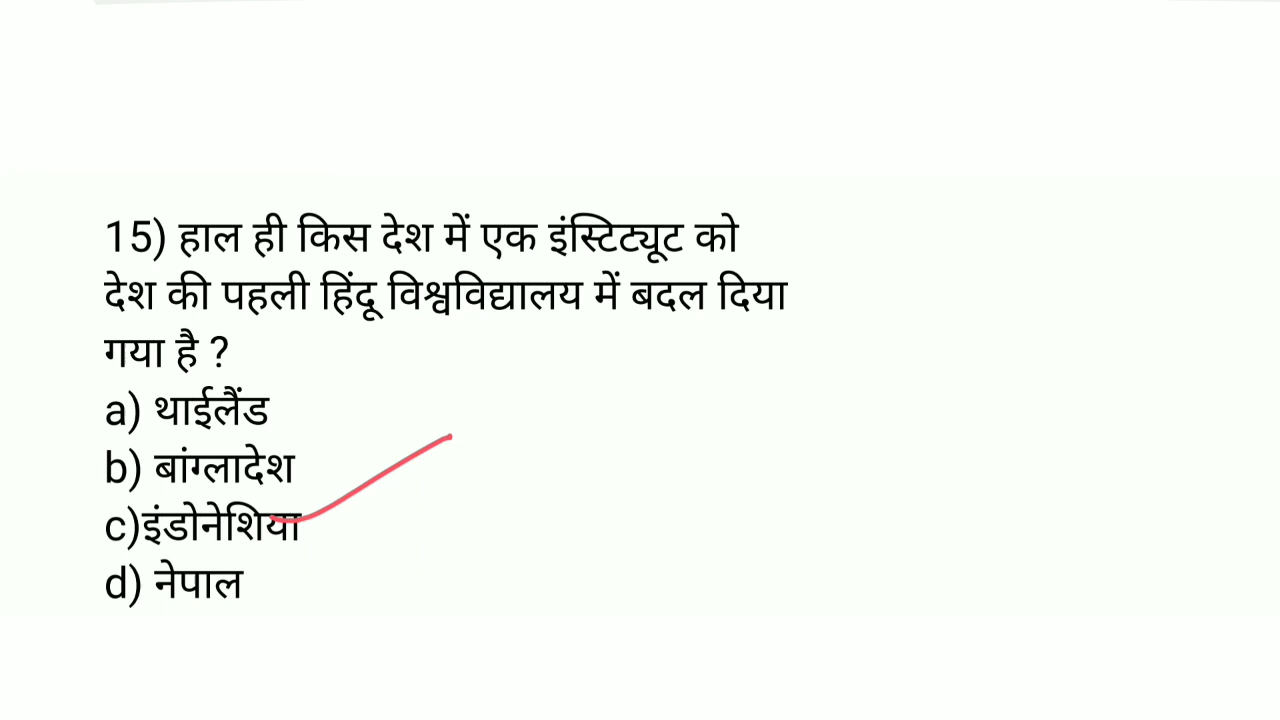 15) हाल ही किस देश में एक इंस्टिट्यूट को
देश की पहली हिंदू विश्वविद्यालय में बदल दिया
गया है ?
a) थाईलैंड
b) बांग्लादेश
c)इंडोनेशिया
d) नेपाल